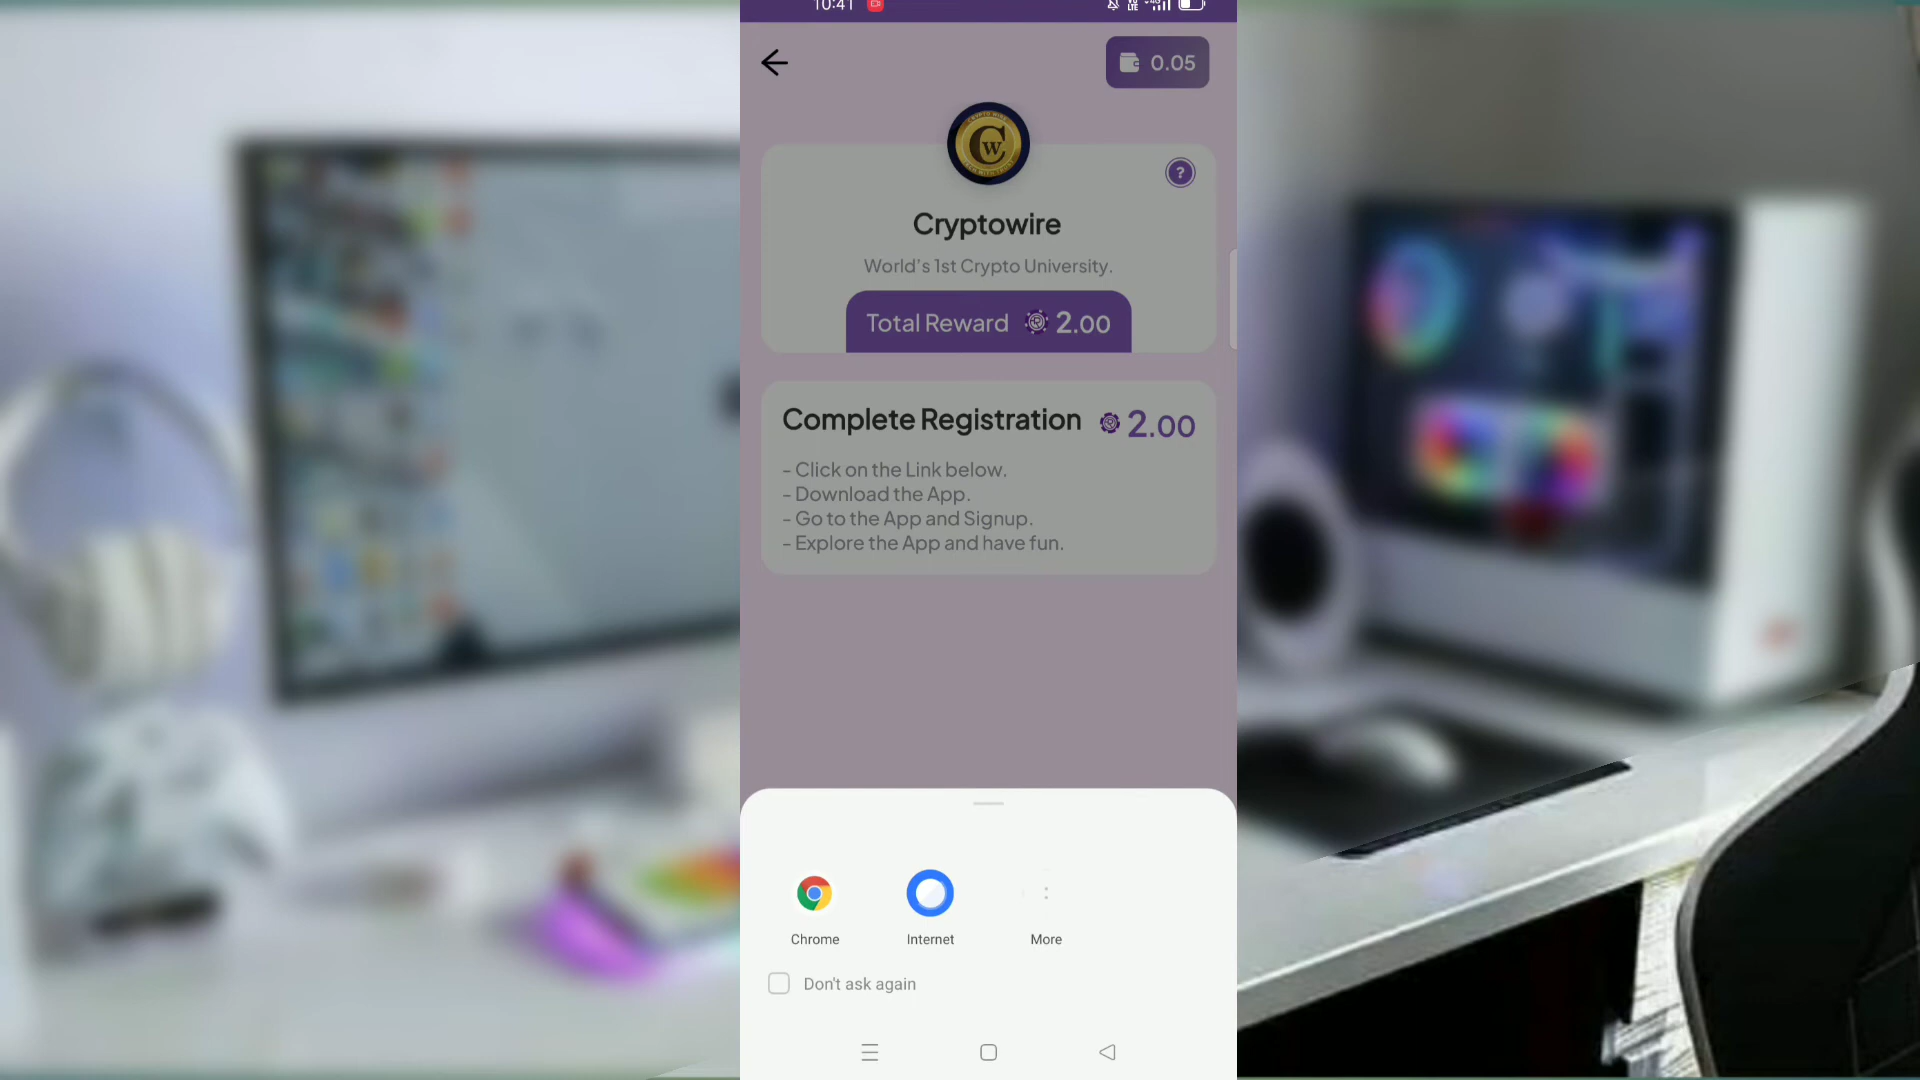 10:41
0.05
Cw
Cryptowire
World's 1st Crypto University.
Total Reward 2.00
Complete Registration 2.00
- Click on the Link below.
- Download the App.
- Go to the App and Signup.
- Explore the App and have fun.
Chrome
Internet
More
Don't ask again